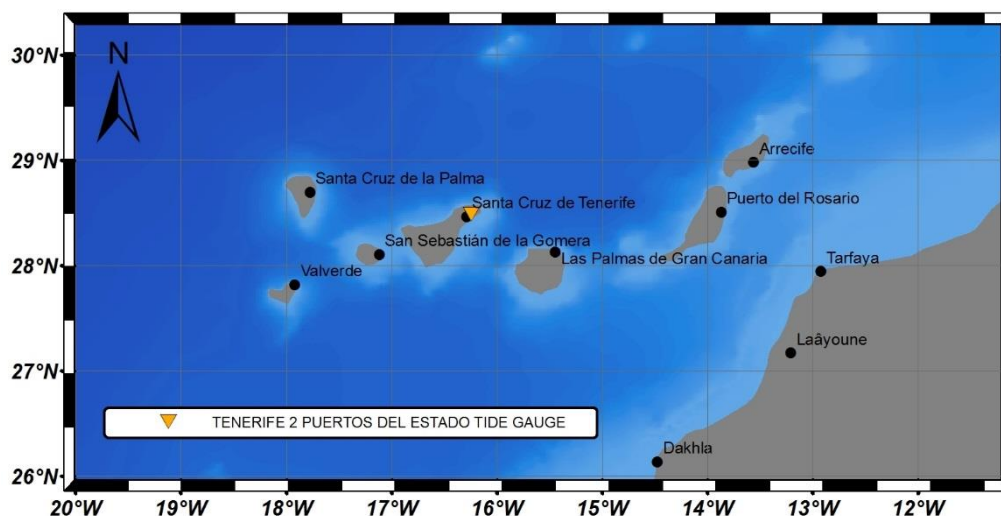 30°N
N
29°N
Arrecife
Santa Cruz de la Palma
Santa Cruz de Tenerife
Puerto del Rosario
San Sebastián de la Gomera
28°N
Las Palmas de Gran Canaria
Valverde
Tarfaya
27°N
Laâyoune
TENERIFE 2 PUERTOS DEL ESTADO TIDE GAUGE
Dakhla
26°N
20°W 19°W 18°W 17°W 16°W 15°W 14°W 13°W 12°W